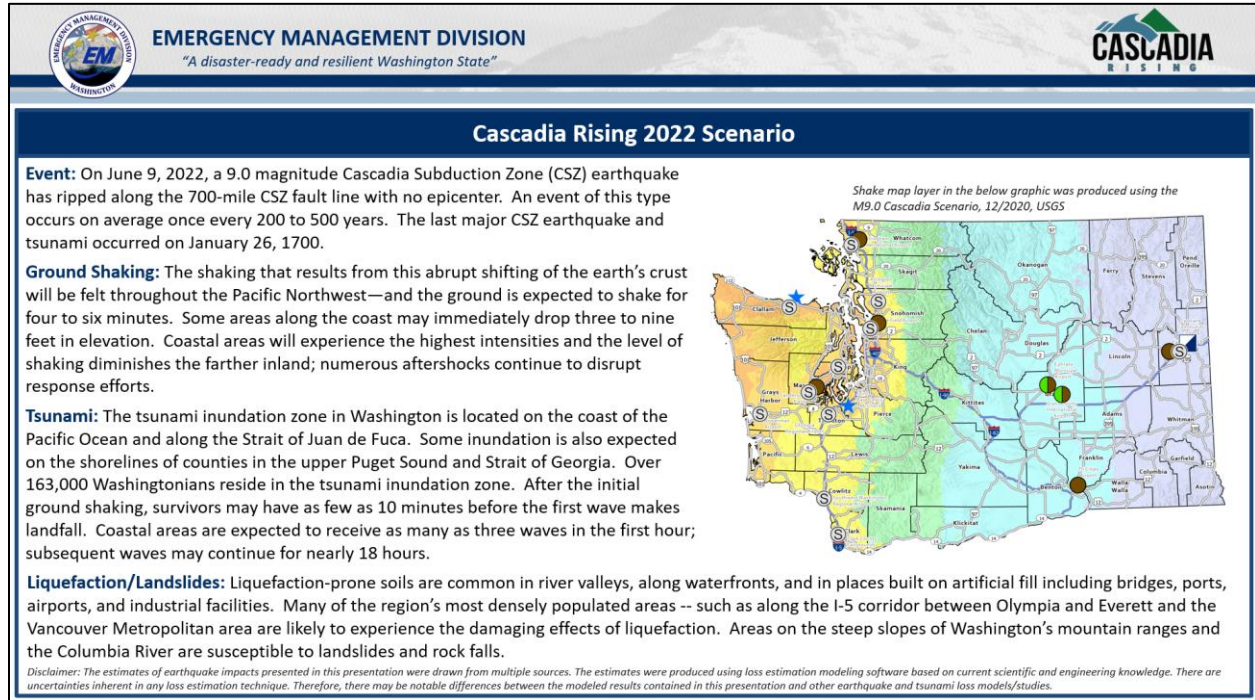 EMERGENCY MANAGEMENT DIVISION
EM
WASHINGTON
EMERGENCY MANAGEMENT DIVISION
"A disaster-ready and resilient Washington State"
CASCADIA
RISING
Cascadia Rising 2022 Scenario
Event: On June 9, 2022, a 9.0 magnitude Cascadia Subduction Zone (CSZ) earthquake
has ripped along the 700-mile CSZ fault line with no epicenter. An event of this type
occurs on average once every 200 to 500 years. The last major CSZ earthquake and
tsunami occurred on January 26, 1700.
Ground Shaking: The shaking that results from this abrupt shifting of the earth's crust
will be felt throughout the Pacific Northwest—and the ground is expected to shake for
four to six minutes. Some areas along the coast may immediately drop three to nine
feet in elevation. Coastal areas will experience the highest intensities and the level of
shaking diminishes the farther inland; numerous aftershocks continue to disrupt
response efforts.
Tsunami: The tsunami inundation zone in Washington is located on the coast of the
Pacific Ocean and along the Strait of Juan de Fuca. Some inundation is also expected
on the shorelines of counties in the upper Puget Sound and Strait of Georgia. Over
163,000 Washingtonians reside in the tsunami inundation zone. After the initial
ground shaking, survivors may have as few as 10 minutes before the first wave makes
landfall. Coastal areas are expected to receive as many as three waves in the first hour;
subsequent waves may continue for nearly 18 hours.
Shake map layer in the below graphic was produced using the
M9.0 Cascadia Scenario, 12/2020, USGS
Whatcom
Okanogan
Ferry
Stevens
Pend
Oreille
Skagit
Clallam
Snohomish
Chelan
Douglas
Jefferson
Lincoln
King
Grays
Harbor
Kittitas
Adams
Whitman
Pierce
Pacific
Lewis
Yakima
Franklin
Garfield
Columbia
Benton
Walla
Walla
Asotin
Cowlitz
Skamania
Klickitat
Clark
Liquefaction/Landslides: Liquefaction-prone soils are common in river valleys, along waterfronts, and in places built on artificial fill including bridges, ports,
airports, and industrial facilities. Many of the region's most densely populated areas -- such as along the I-5 corridor between Olympia and Everett and the
Vancouver Metropolitan area are likely to experience the damaging effects of liquefaction. Areas on the steep slopes of Washington's mountain ranges and
the Columbia River are susceptible to landslides and rock falls.
Disclaimer: The estimates of earthquake impacts presented in this presentation were drawn from multiple sources. The estimates were produced using loss estimation modeling software based on current scientific and engineering knowledge. There are
uncertainties inherent in any loss estimation technique. Therefore, there may be notable differences between the modeled results contained in this presentation and other earthquake and tsunami loss models/studies.